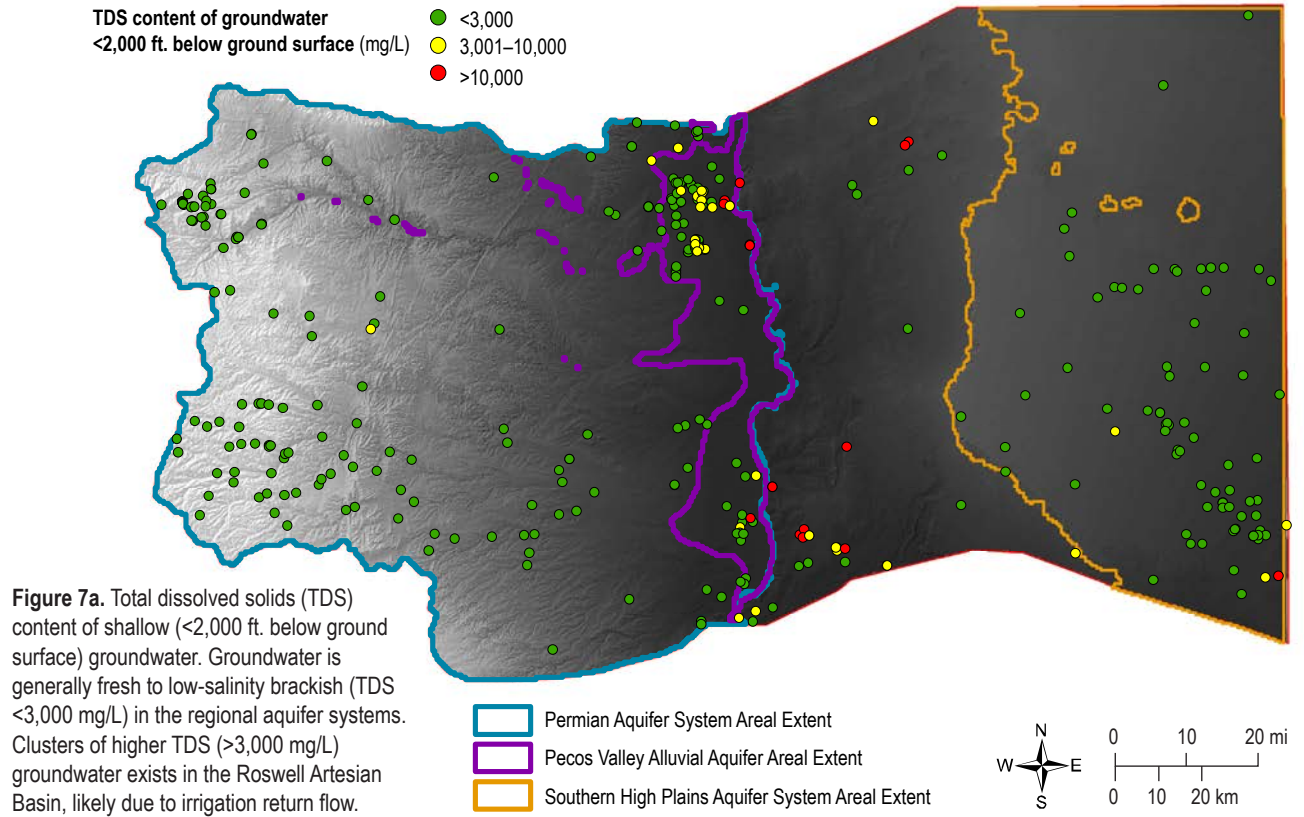 TDS content of groundwater
<2,000 ft. below ground surface (mg/L)
<3,000
3,001–10,000
>10,000
Figure 7a. Total dissolved solids (TDS)
content of shallow (<2,000 ft. below ground
surface) groundwater. Groundwater is
generally fresh to low-salinity brackish (TDS
<3,000 mg/L) in the regional aquifer systems.
Clusters of higher TDS (>3,000 mg/L)
groundwater exists in the Roswell Artesian
Basin, likely due to irrigation return flow.
Permian Aquifer System Areal Extent
Pecos Valley Alluvial Aquifer Areal Extent
Southern High Plains Aquifer System Areal Extent
N
W E
S
0 10 20 mi
0 10 20 km